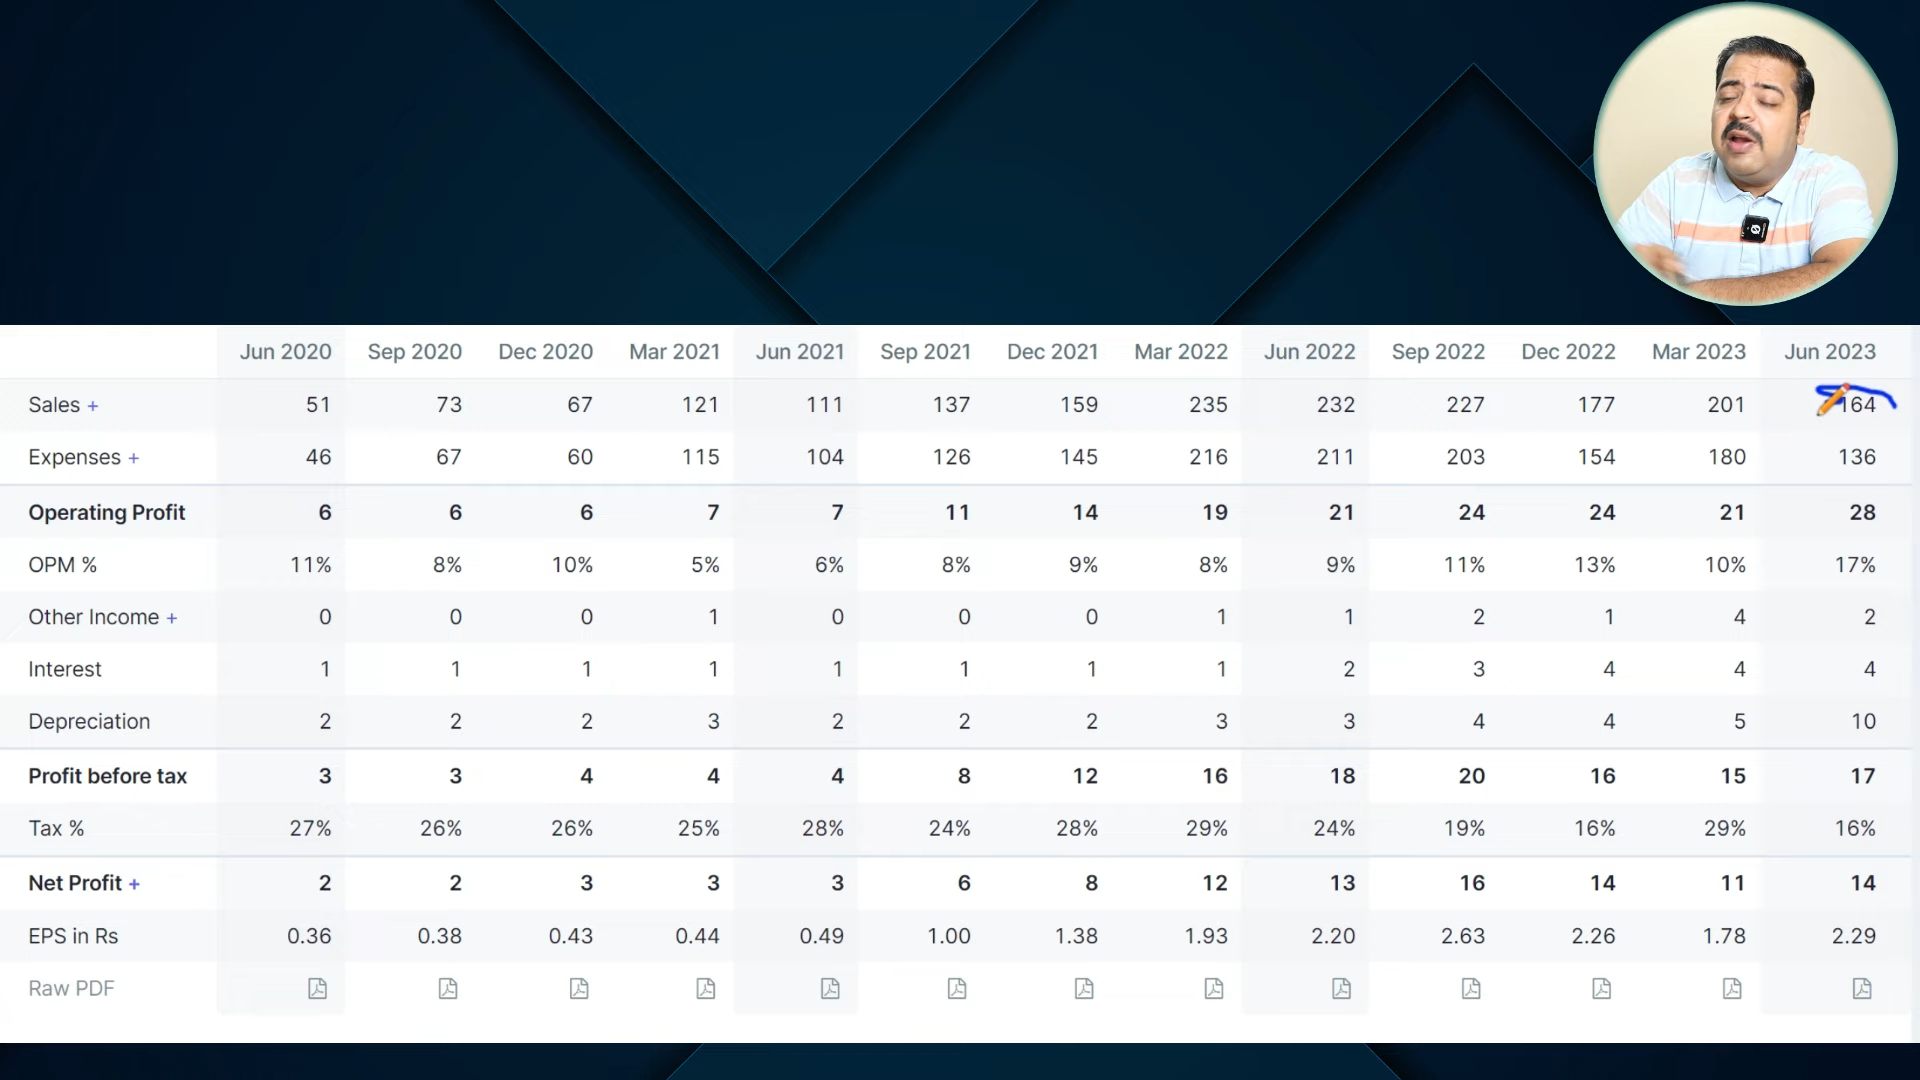 Jun 2020 Sep 2020 Dec 2020 Mar 2021 Jun 2021 Sep 2021 Dec 2021 Mar 2022 Jun 2022 Sep 2022 Dec 2022 Mar 2023 Jun 2023
Sales + 51 73 67 121 111 137 159 235 232 227 177 201 164
Expenses + 46 67 60 115 104 126 145 216 211 203 154 180 136
Operating Profit 6 6 6 7 7 11 14 19 21 24 24 21 28
OPM % 11% 8% 10% 5% 6% 8% 9% 8% 9% 11% 13% 10% 17%
Other Income + 0 0 0 1 0 0 0 1 1 2 1 4 2
Interest 1 1 1 1 1 1 1 1 2 3 4 4 4
Depreciation 2 2 2 3 2 2 2 3 3 4 4 5 10
Profit before tax 3 3 4 4 4 8 12 16 18 20 16 15 17
Tax % 27% 26% 26% 25% 28% 24% 28% 29% 24% 19% 16% 29% 16%
Net Profit + 2 2 3 3 3 6 8 12 13 16 14 11 14
EPS in Rs 0.36 0.38 0.43 0.44 0.49 1.00 1.38 1.93 2.20 2.63 2.26 1.78 2.29
Raw PDF